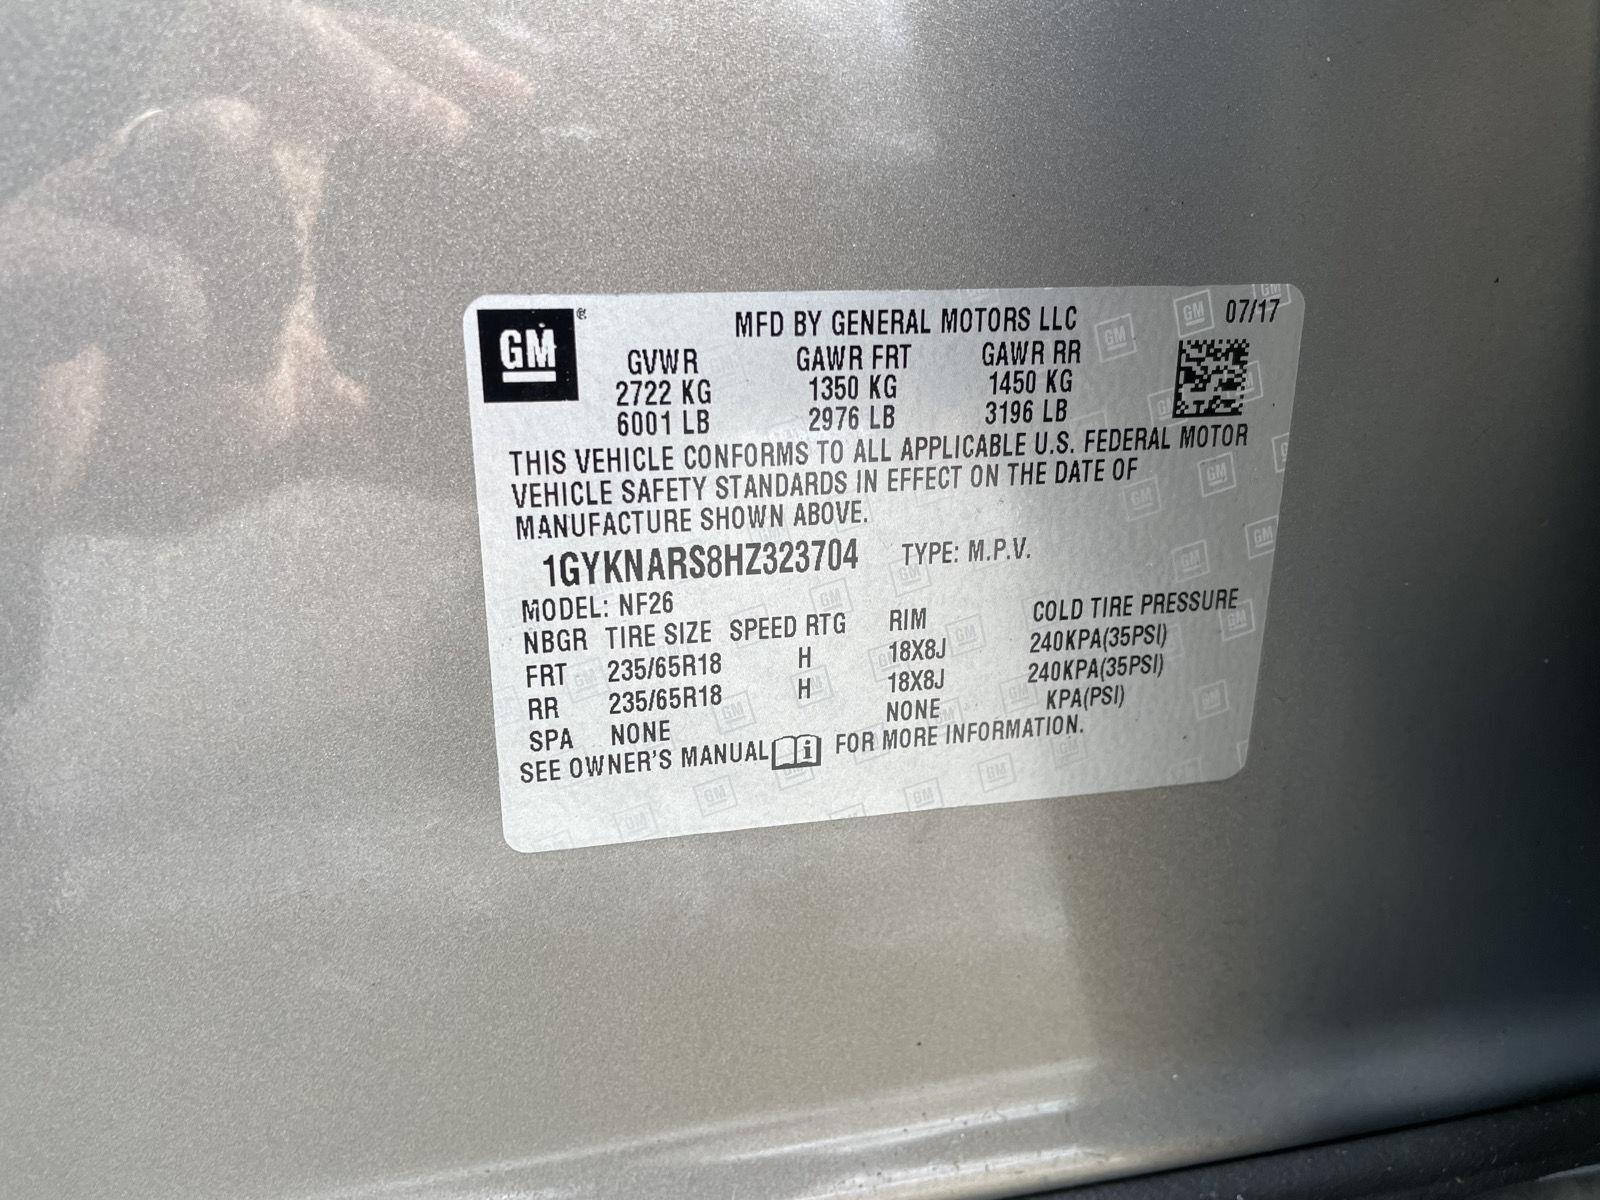 GM ®
MFD BY GENERAL MOTORS LLC 07/17
GVWR GAWR FRT GAWR RR
2722 KG 1350 KG 1450 KG
6001 LB 2976 LB 3196 LB
THIS VEHICLE CONFORMS TO ALL APPLICABLE U.S. FEDERAL MOTOR
VEHICLE SAFETY STANDARDS IN EFFECT ON THE DATE OF
MANUFACTURE SHOWN ABOVE.
1GYKNARS8HZ323704 TYPE: M.P.V.
MODEL: NF26
NBGR TIRE SIZE SPEED RTG RIM COLD TIRE PRESSURE
FRT 235/65R18 H 18X8J 240KPA(35PSI)
RR 235/65R18 H 18X8J 240KPA(35PSI)
SPA NONE NONE KPA(PSI)
SEE OWNER'S MANUAL i FOR MORE INFORMATION.